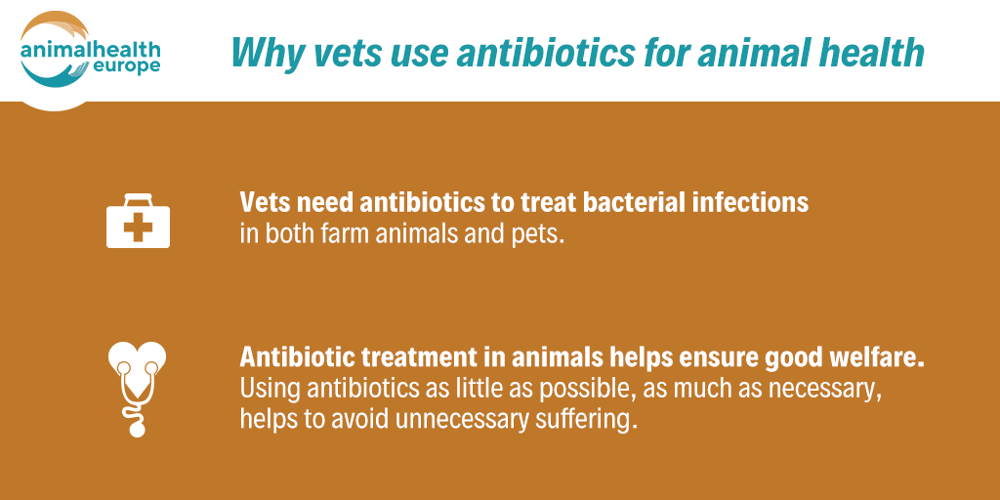 animalhealth
europe
Why vets use antibiotics for animal health
Vets need antibiotics to treat bacterial infections
in both farm animals and pets.
Antibiotic treatment in animals helps ensure good welfare.
Using antibiotics as little as possible, as much as necessary,
helps to avoid unnecessary suffering.